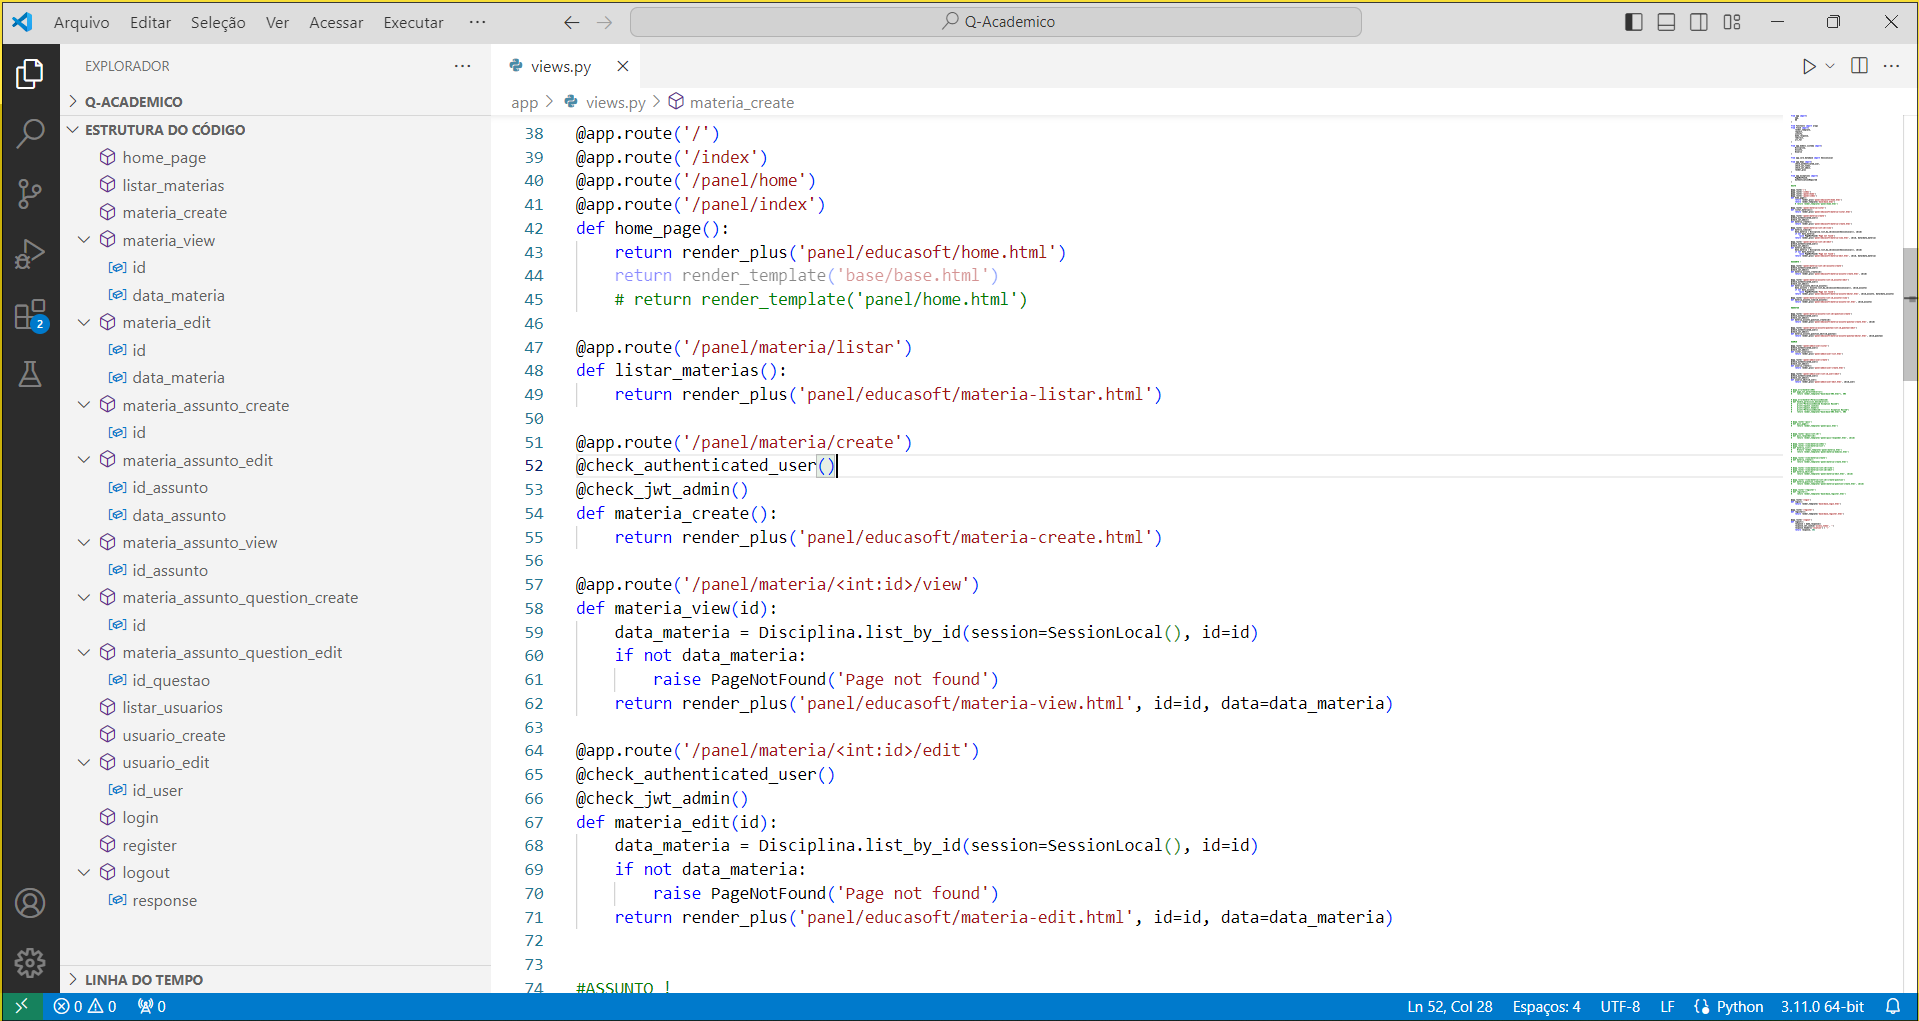 Arquivo Editar Seleção Ver Acessar Executar ··· Q-Academico
EXPLORADOR ···
Q-ACADEMICO
ESTRUTURA DO CÓDIGO
home_page
listar_materias
materia_create
materia_view
id
data_materia
materia_edit
id
data_materia
materia_assunto_create
id
materia_assunto_edit
id_assunto
data_assunto
materia_assunto_view
id_assunto
materia_assunto_question_create
id
materia_assunto_question_edit
id_questao
listar_usuarios
usuario_create
usuario_edit
id_user
login
register
logout
response
LINHA DO TEMPO
2
views.py
app > views.py > materia_create
38 @app.route('/')
39 @app.route('/index')
40 @app.route('/panel/home')
41 @app.route('/panel/index')
42 def home_page():
43     return render_plus('panel/educasoft/home.html')
44     return render_template('base/base.html')
45     # return render_template('panel/home.html')
46
47 @app.route('/panel/materia/listar')
48 def listar_materias():
49     return render_plus('panel/educasoft/materia-listar.html')
50
51 @app.route('/panel/materia/create')
52 @check_authenticated_user()
53 @check_jwt_admin()
54 def materia_create():
55     return render_plus('panel/educasoft/materia-create.html')
56
57 @app.route('/panel/materia/<int:id>/view')
58 def materia_view(id):
59     data_materia = Disciplina.list_by_id(session=SessionLocal(), id=id)
60     if not data_materia:
61         raise PageNotFound('Page not found')
62     return render_plus('panel/educasoft/materia-view.html', id=id, data=data_materia)
63
64 @app.route('/panel/materia/<int:id>/edit')
65 @check_authenticated_user()
66 @check_jwt_admin()
67 def materia_edit(id):
68     data_materia = Disciplina.list_by_id(session=SessionLocal(), id=id)
69     if not data_materia:
70         raise PageNotFound('Page not found')
71     return render_plus('panel/educasoft/materia-edit.html', id=id, data=data_materia)
72
73
74 #ASSUNTO !
0 0 0 Ln 52, Col 28 Espaços: 4 UTF-8 LF Python 3.11.0 64-bit